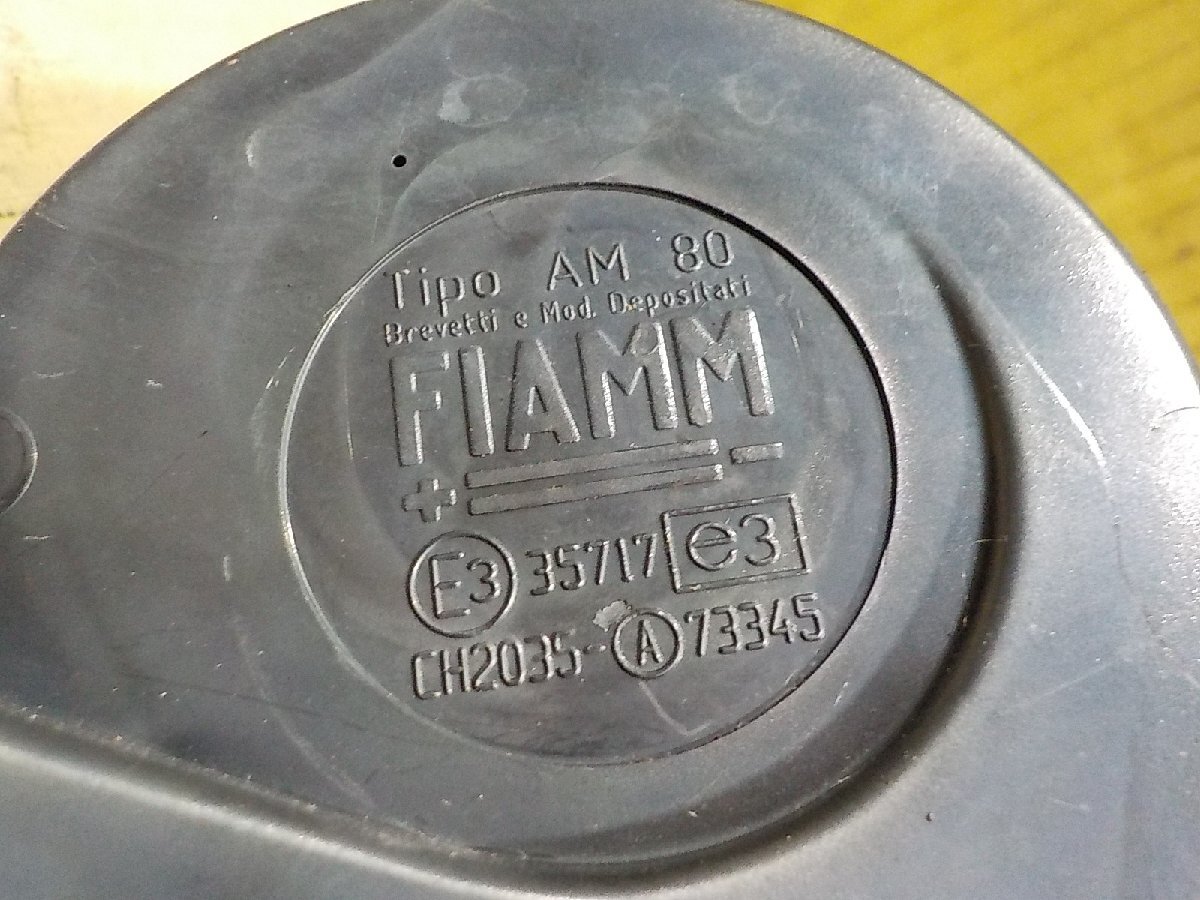 Tipo AM 80
Brevetti e Mod. Depositati
FIAMM
+ -
E3 35717 e3
CH2035-- A 73345